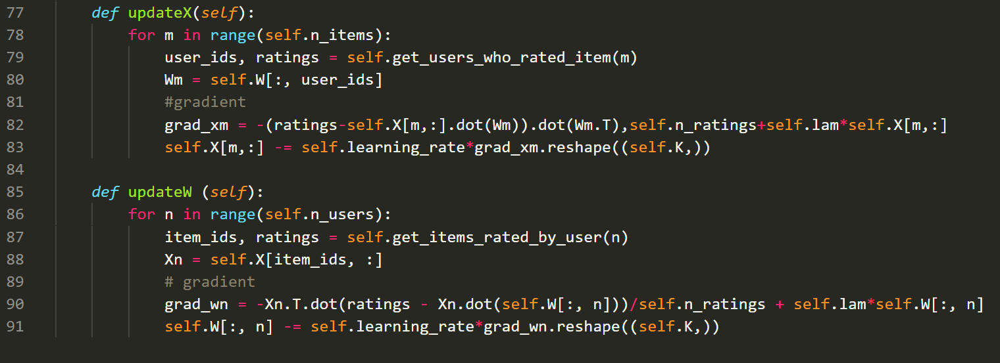 77 def updateX(self):
78 for m in range(self.n_items):
79 user_ids, ratings = self.get_users_who_rated_item(m)
80 Wm = self.W[:, user_ids]
81 #gradient
82 grad_xm = -(ratings-self.X[m,:].dot(Wm)).dot(Wm.T),self.n_ratings+self.lam*self.X[m,:]
83 self.X[m,:] -= self.learning_rate*grad_xm.reshape((self.K,))
84
85 def updateW (self):
86 for n in range(self.n_users):
87 item_ids, ratings = self.get_items_rated_by_user(n)
88 Xn = self.X[item_ids, :]
89 # gradient
90 grad_wn = -Xn.T.dot(ratings - Xn.dot(self.W[:, n]))/self.n_ratings + self.lam*self.W[:, n]
91 self.W[:, n] -= self.learning_rate*grad_wn.reshape((self.K,))